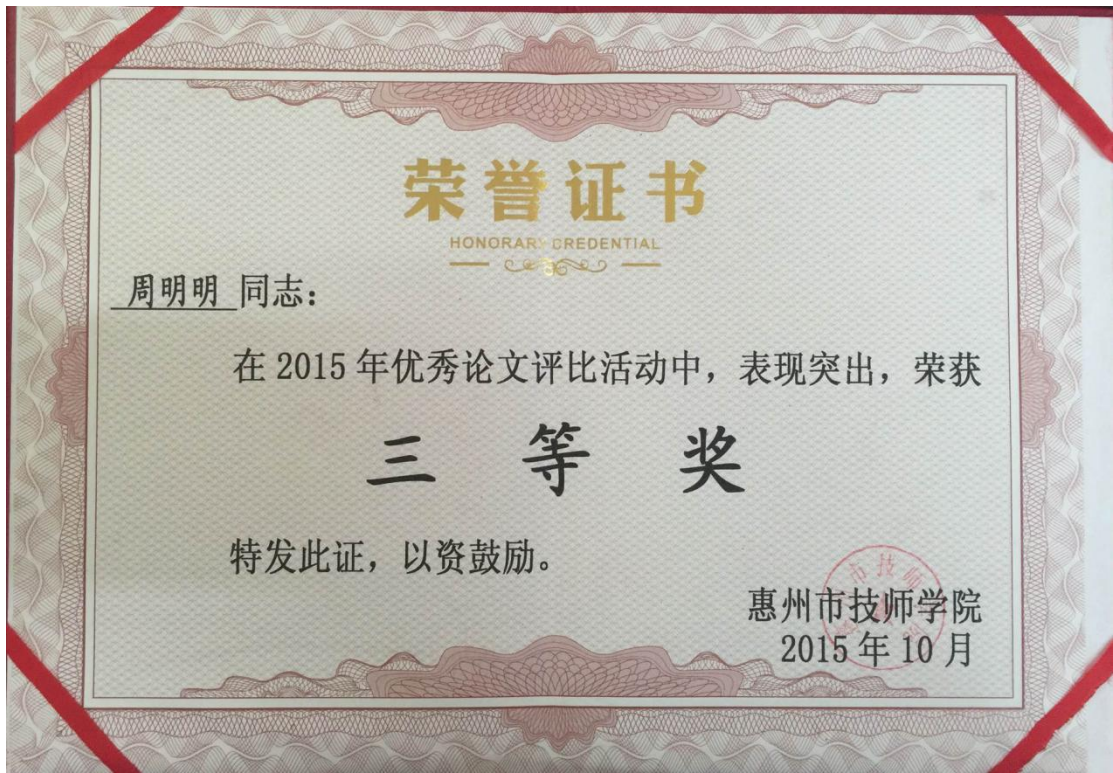 荣誉证书
HONORARY CREDENTIAL
周明明 同志：
在 2015 年优秀论文评比活动中，表现突出，荣获
三 等 奖
特发此证，以资鼓励。
惠州市技师学院
2015 年 10 月